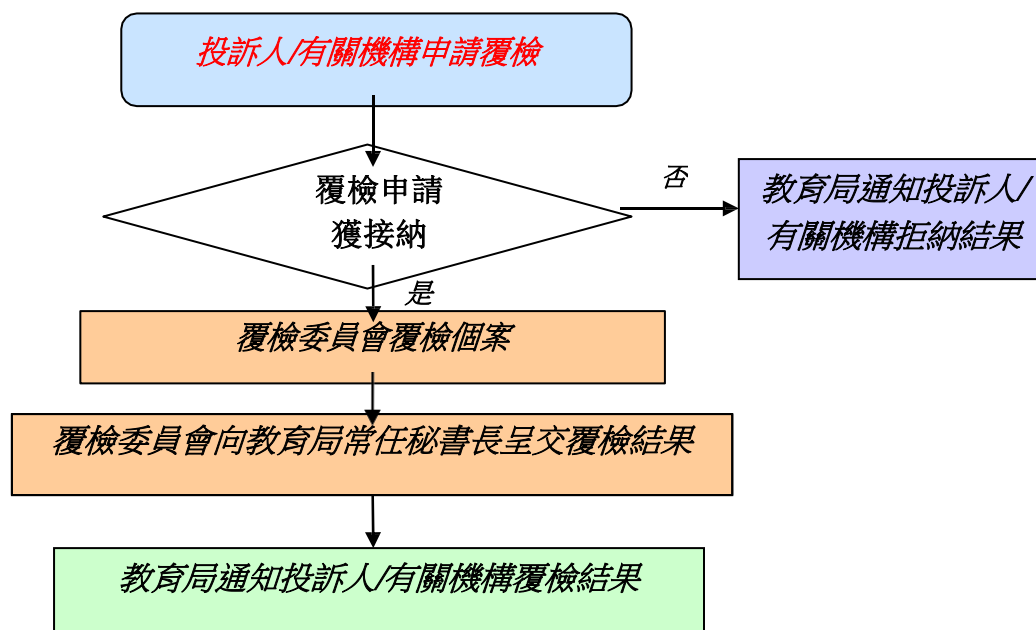 投訴人/有關機構申請覆檢
覆檢申請
獲接納
否
教育局通知投訴人/
有關機構拒納結果
是
覆檢委員會覆檢個案
覆檢委員會向教育局常任秘書長呈交覆檢結果
教育局通知投訴人/有關機構覆檢結果